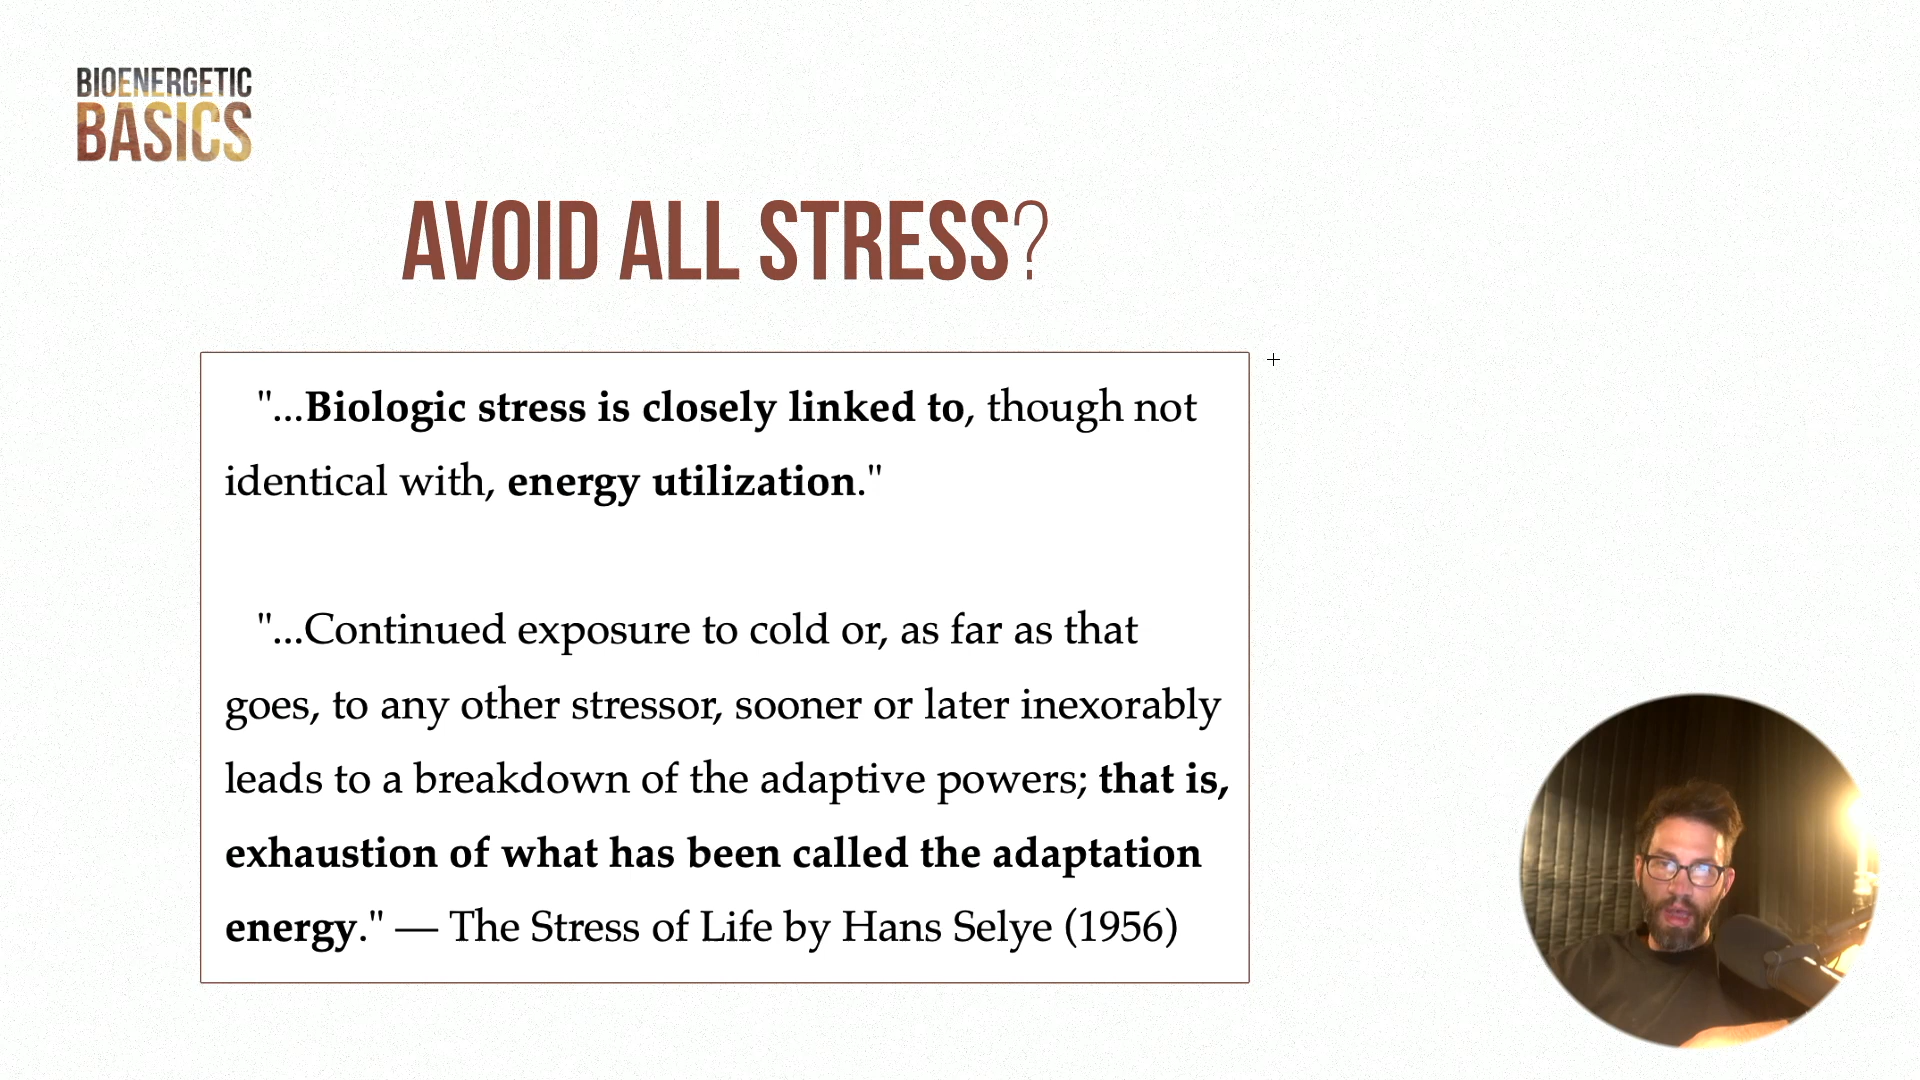 BIOENERGETIC
BASICS
AVOID ALL STRESS?
"...Biologic stress is closely linked to, though not
identical with, energy utilization."
"...Continued exposure to cold or, as far as that
goes, to any other stressor, sooner or later inexorably
leads to a breakdown of the adaptive powers; that is,
exhaustion of what has been called the adaptation
energy." — The Stress of Life by Hans Selye (1956)